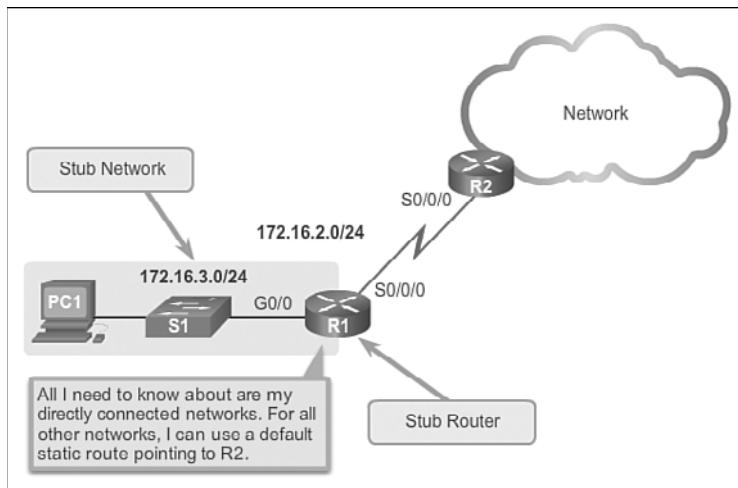 Network
Stub Network
R2
S0/0/0
172.16.2.0/24
172.16.3.0/24
S0/0/0
PC1
G0/0
S1
R1
All I need to know about are my
directly connected networks. For all
other networks, I can use a default
static route pointing to R2.
Stub Router